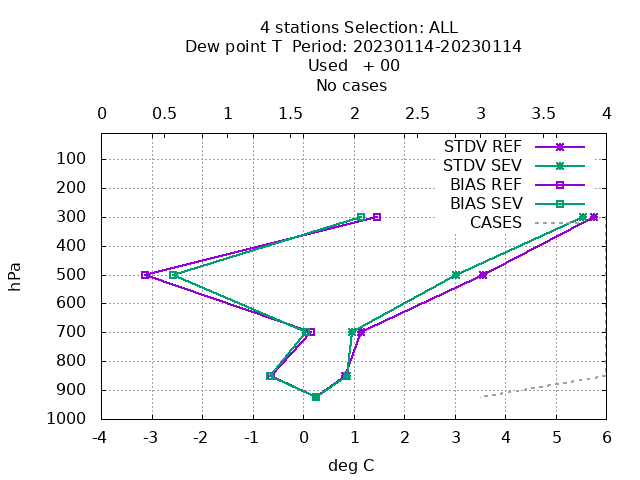 4 stations Selection: ALL
Dew point T  Period: 20230114-20230114
Used   + 00
No cases
0 0.5 1 1.5 2 2.5 3 3.5 4
STDV REF
STDV SEV
BIAS REF
BIAS SEV
CASES
100
200
300
400
500
600
700
800
900
1000
hPa
-4 -3 -2 -1 0 1 2 3 4 5 6
deg C